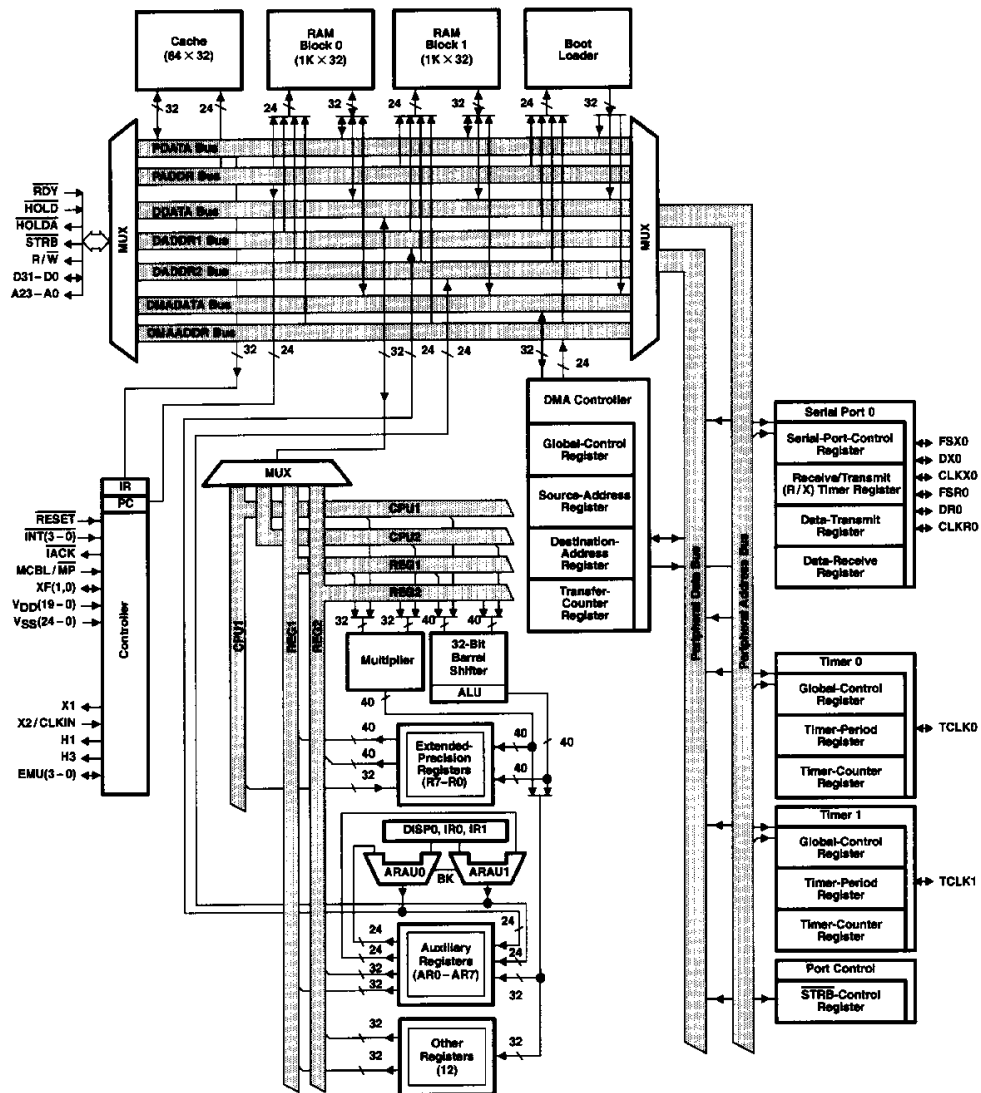 Cache
(64 × 32)
RAM
Block 0
(1K × 32)
RAM
Block 1
(1K × 32)
Boot
Loader
32
24
24
32
24
32
24
32
PDATA Bus
PADDR Bus
DDATA Bus
DADDR1 Bus
DADDR2 Bus
DMADATA Bus
DMAADDR Bus
MUX
MUX
RDY
HOLD
HOLDA
STRB
R/W
D31–D0
A23–A0
32
24
32
24
24
32
24
IR
PC
Controller
RESET
INT(3–0)
IACK
MCBL/MP
XF(1,0)
VDD(19–0)
VSS(24–0)
X1
X2/CLKIN
H1
H3
EMU(3–0)
MUX
CPU1
CPU2
REG1
REG2
CPU1
REG1
REG2
32
32
40
40
Multiplier
32-Bit
Barrel
Shifter
ALU
40
40
40
32
Extended-
Precision
Registers
(R7–R0)
40
40
40
DISP0, IR0, IR1
ARAU0
BK
ARAU1
24
24
32
32
Auxiliary
Registers
(AR0–AR7)
24
24
32
32
32
Other
Registers
(12)
32
DMA Controller
Global-Control
Register
Source-Address
Register
Destination-
Address
Register
Transfer-
Counter
Register
Peripheral Data Bus
Peripheral Address Bus
Serial Port 0
Serial-Port-Control
Register
Receive/Transmit
(R/X) Timer Register
Data-Transmit
Register
Data-Receive
Register
FSX0
DX0
CLKX0
FSR0
DR0
CLKR0
Timer 0
Global-Control
Register
Timer-Period
Register
Timer-Counter
Register
TCLK0
Timer 1
Global-Control
Register
Timer-Period
Register
Timer-Counter
Register
TCLK1
Port Control
STRB-Control
Register